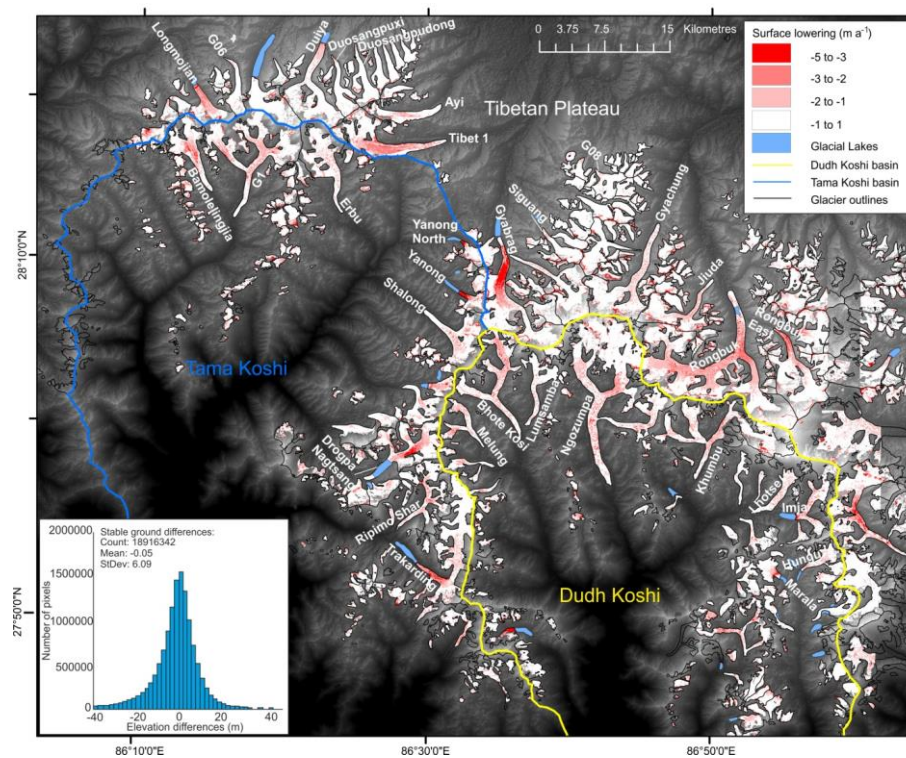 Longmojian
G06
Duiya
Duosangpuxi
Duosangpudong
0 3.75 7.5 15 Kilometres
Surface lowering (m a⁻¹)
-5 to -3
-3 to -2
-2 to -1
-1 to 1
Glacial Lakes
Dudh Koshi basin
Tama Koshi basin
Glacier outlines
Ayi
Tibetan Plateau
Tibet 1
Bamolelingjia
G1
Erbu
G08
Siguang
Gyabrag
Gyachung
Yanong
North
Yanong
Shalong
Jiuda
Rongbuk
East
Rongbuk
28°10'0"N
Tama Koshi
Bhote Kosi
Melung
Lumsamba
Ngozumpa
Khumbu
Drogpa
Nagtsang
Ripimo Shar
Trakarding
Lhotse
Imja
Hungu
Dudh Koshi
27°50'0"N
2000000
1500000
1000000
500000
0
Number of pixels
Stable ground differences:
Count: 18916342
Mean: -0.05
StDev: 6.09
-40 -20 0 20 40
Elevation differences (m)
86°10'0"E 86°30'0"E 86°50'0"E